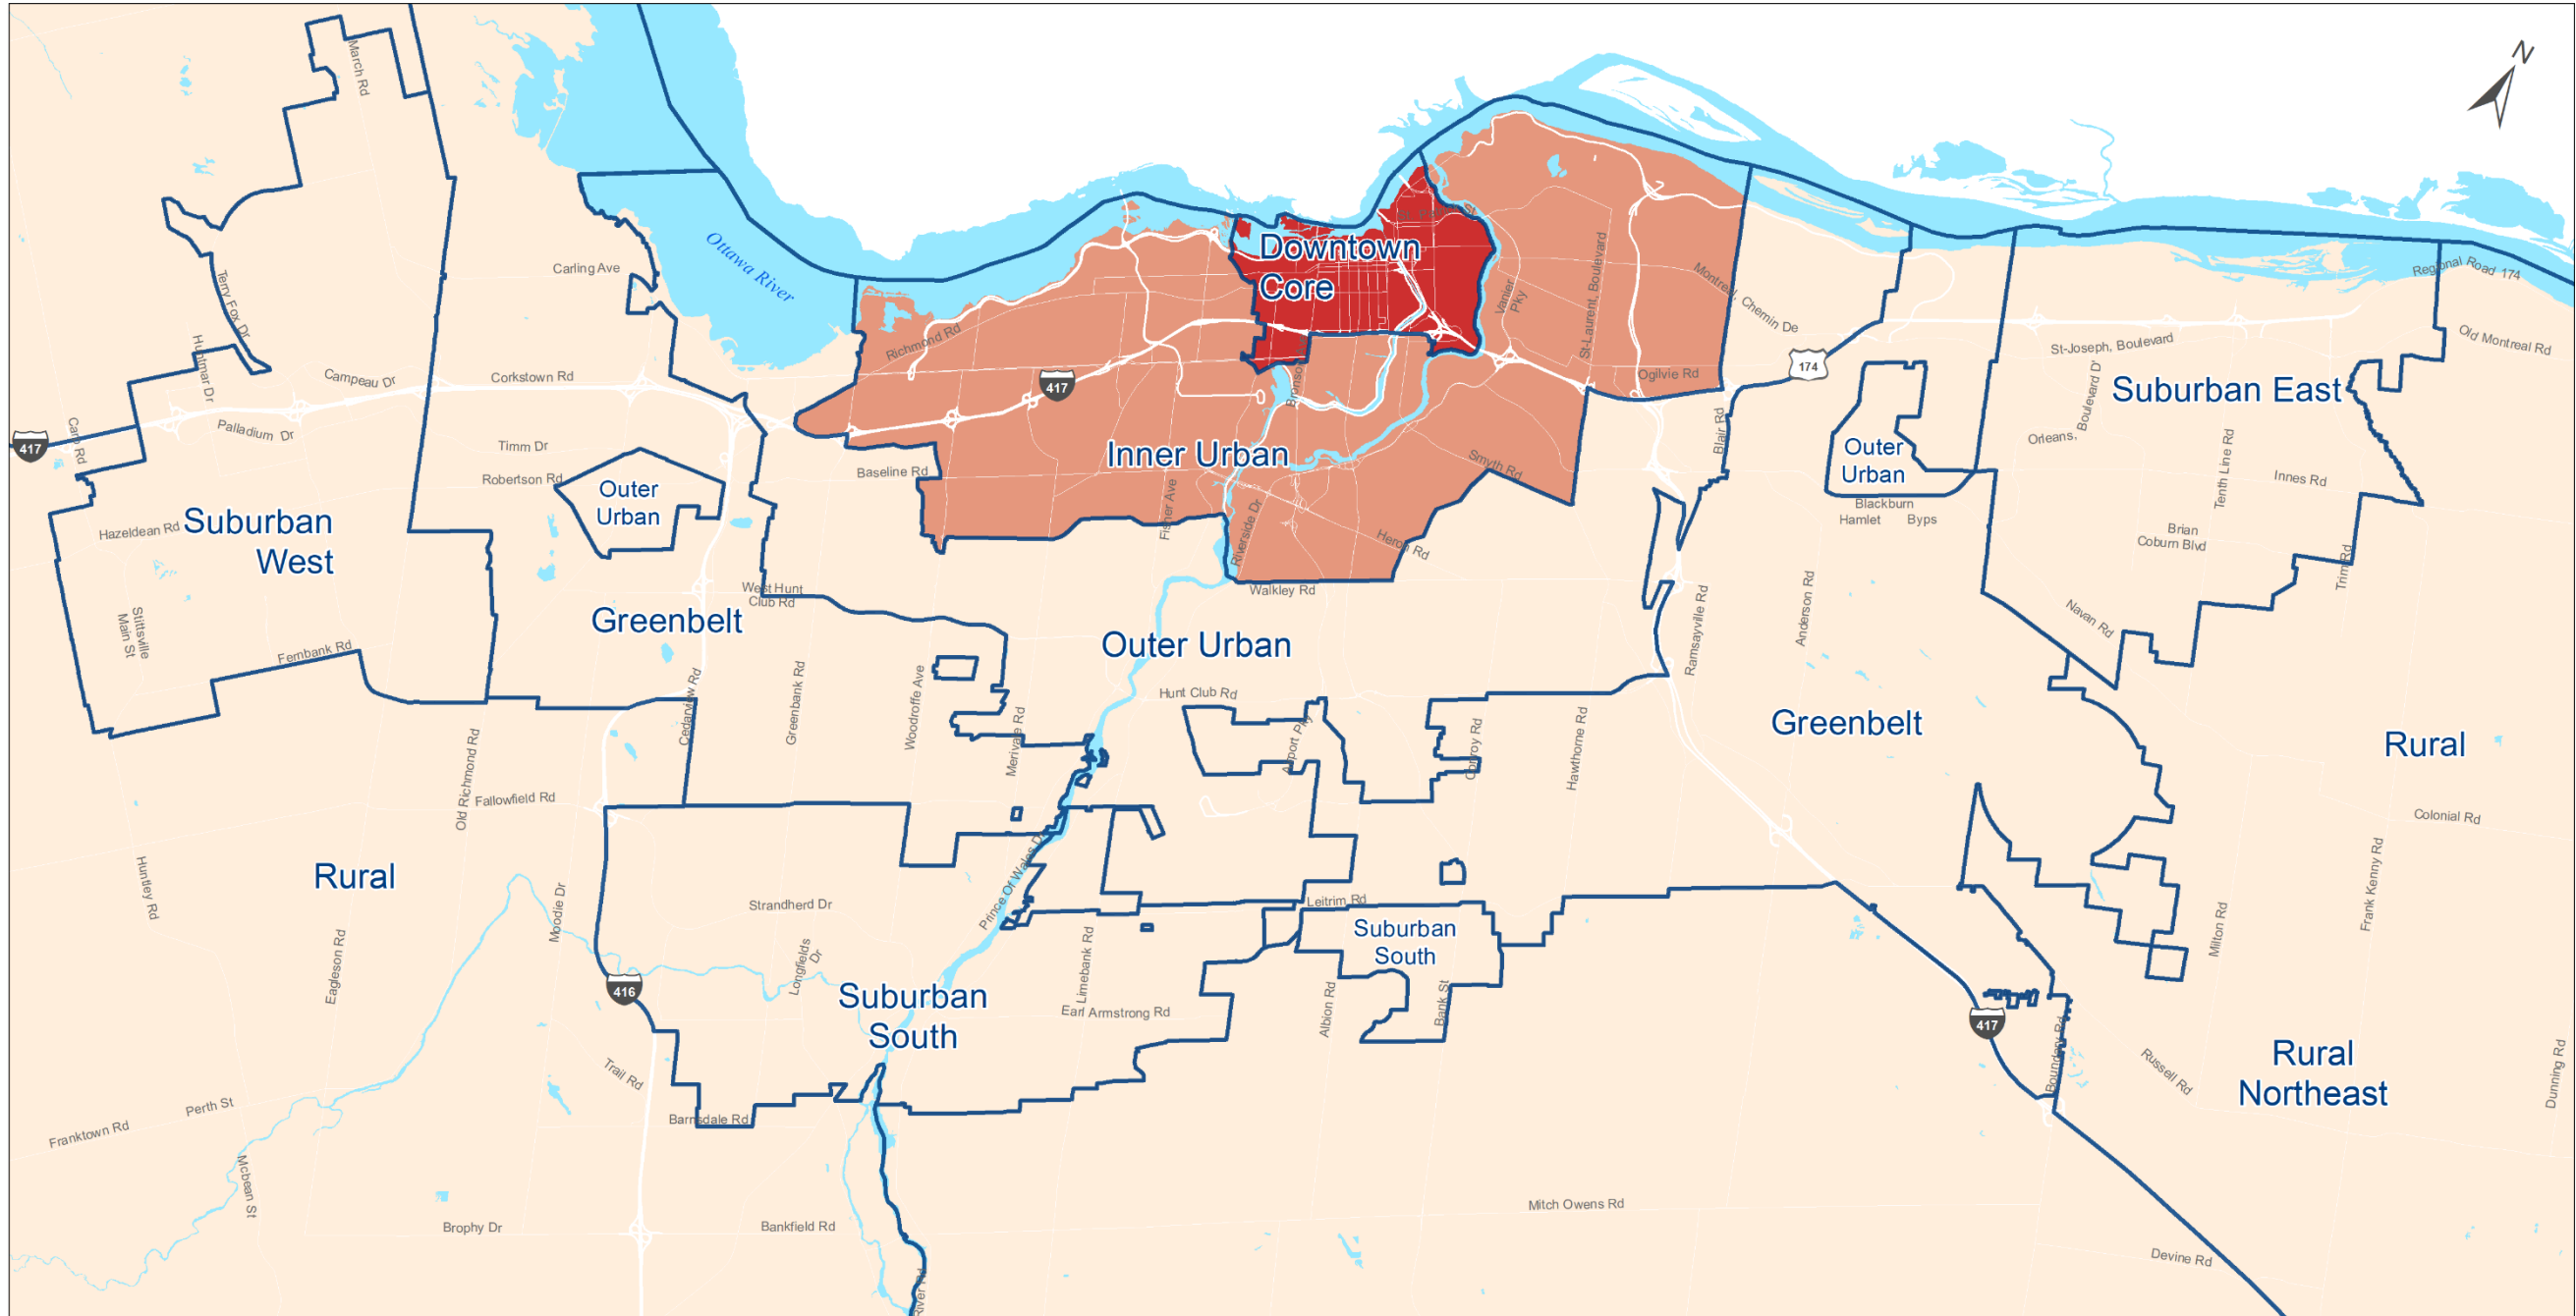 N
March Rd
Ottawa River
Carling Ave
Terry Fox Dr
Huntmar Dr
Campeau Dr
Corkstown Rd
Palladium Dr
Carp Rd
417
Timm Dr
Robertson Rd
Outer
Urban
Hazeldean Rd
Suburban
West
Stittsville
Main St
Fernbank Rd
Greenbelt
West Hunt
Club Rd
Downtown
Core
Richmond Rd
417
Baseline Rd
Inner Urban
Fisher Ave
Riverside Dr
Smyth Rd
Heron Rd
Walkley Rd
Vanier
Pky
St-Laurent, Boulevard
Montreal, Chemin De
Ogilvie Rd
174
Blair Rd
Outer
Urban
Blackburn
Hamlet Byps
Regional Road 174
Old Montreal Rd
St-Joseph, Boulevard
Suburban East
Orleans, Boulevard D'
Tenth Line Rd
Innes Rd
Brian
Coburn Blvd
Trim Rd
Navan Rd
Outer Urban
Hunt Club Rd
Airport Pky
Conroy Rd
Hawthorne Rd
Ramsayville Rd
Anderson Rd
Greenbelt
Rural
Colonial Rd
Frank Kenny Rd
Milton Rd
Cedarview Rd
Greenbank Rd
Woodroffe Ave
Merivale Rd
Old Richmond Rd
Fallowfield Rd
Rural
Huntley Rd
Eagleson Rd
Moodie Dr
Strandherd Dr
Longfields
Dr
Prince Of Wales Dr
Limebank Rd
Leitrim Rd
Suburban
South
Albion Rd
Bank St
Earl Armstrong Rd
Suburban
South
416
417
Boundary Rd
Russell Rd
Rural
Northeast
Dunning Rd
Trail Rd
Barnsdale Rd
Perth St
Franktown Rd
Mcbean St
Brophy Dr
Bankfield Rd
River Rd
Mitch Owens Rd
Devine Rd